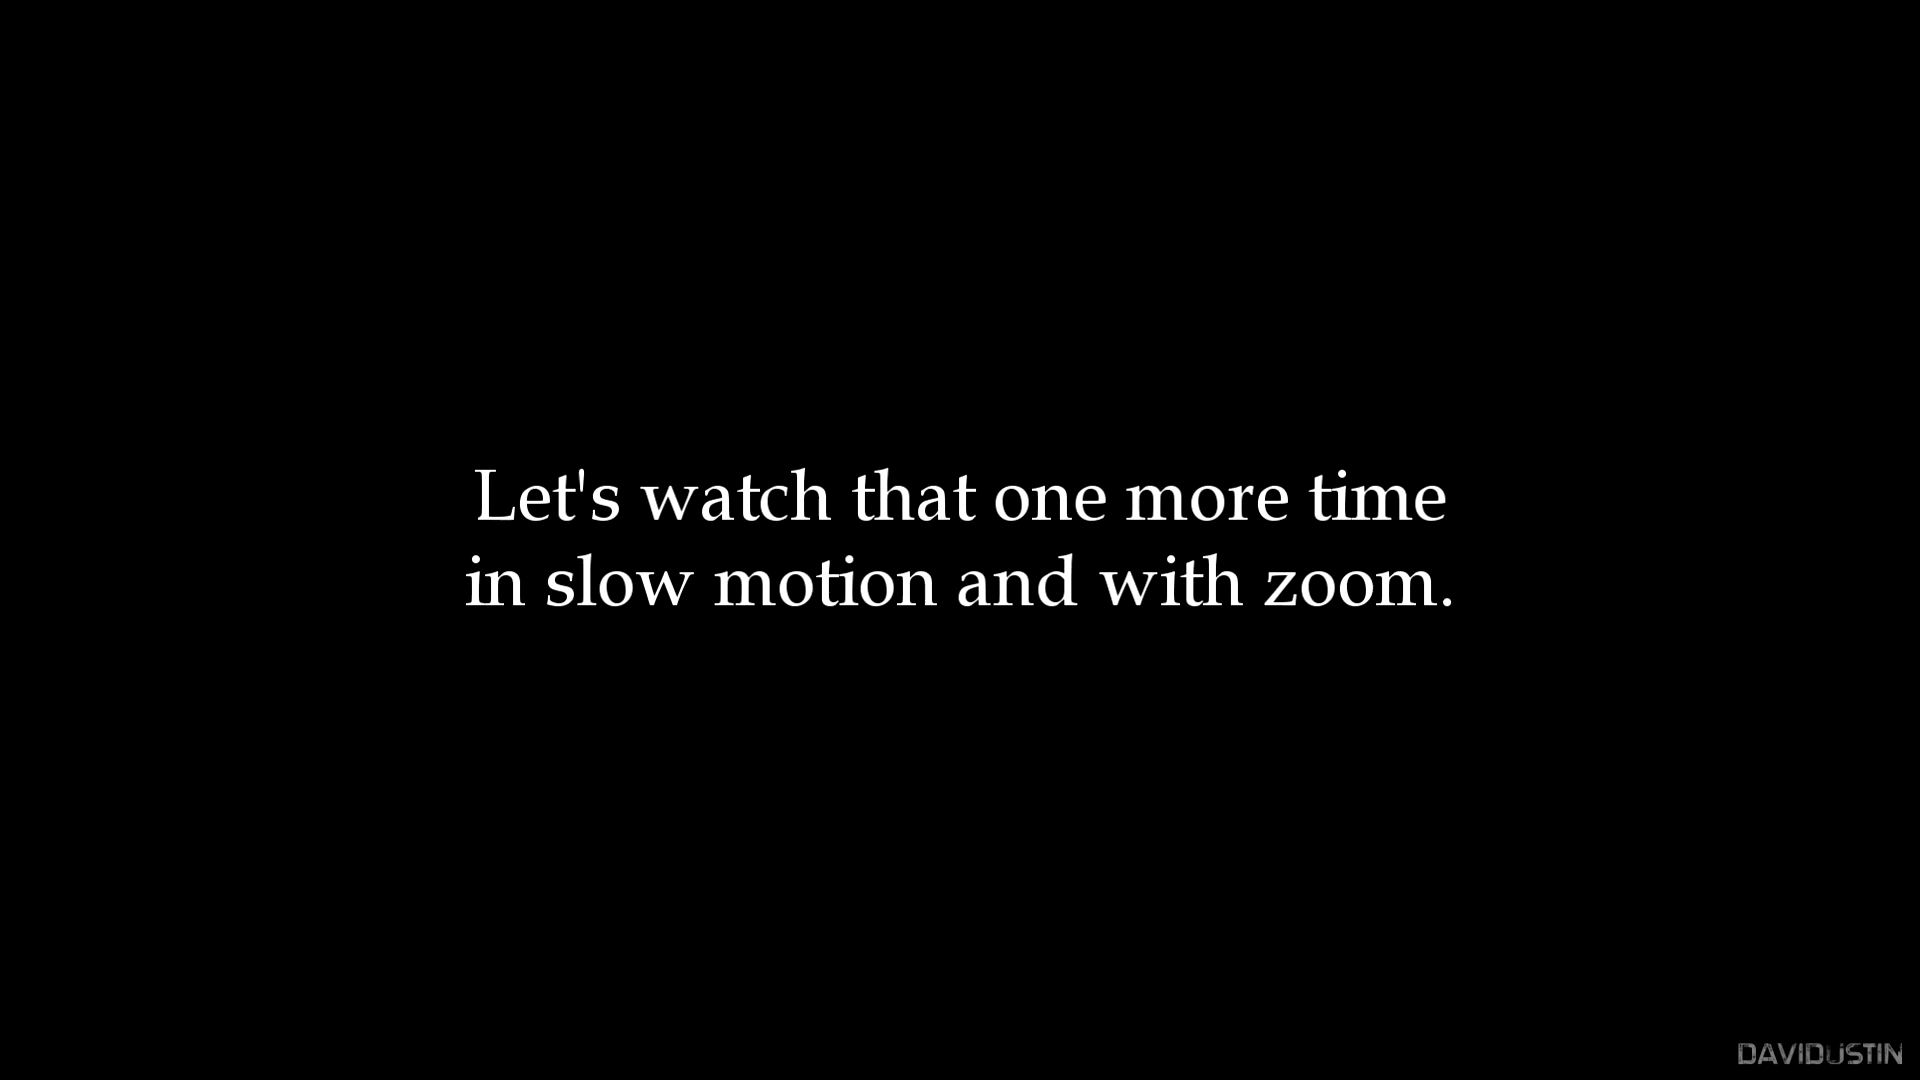 Let's watch that one more time
in slow motion and with zoom.
DAVIDUSTIN